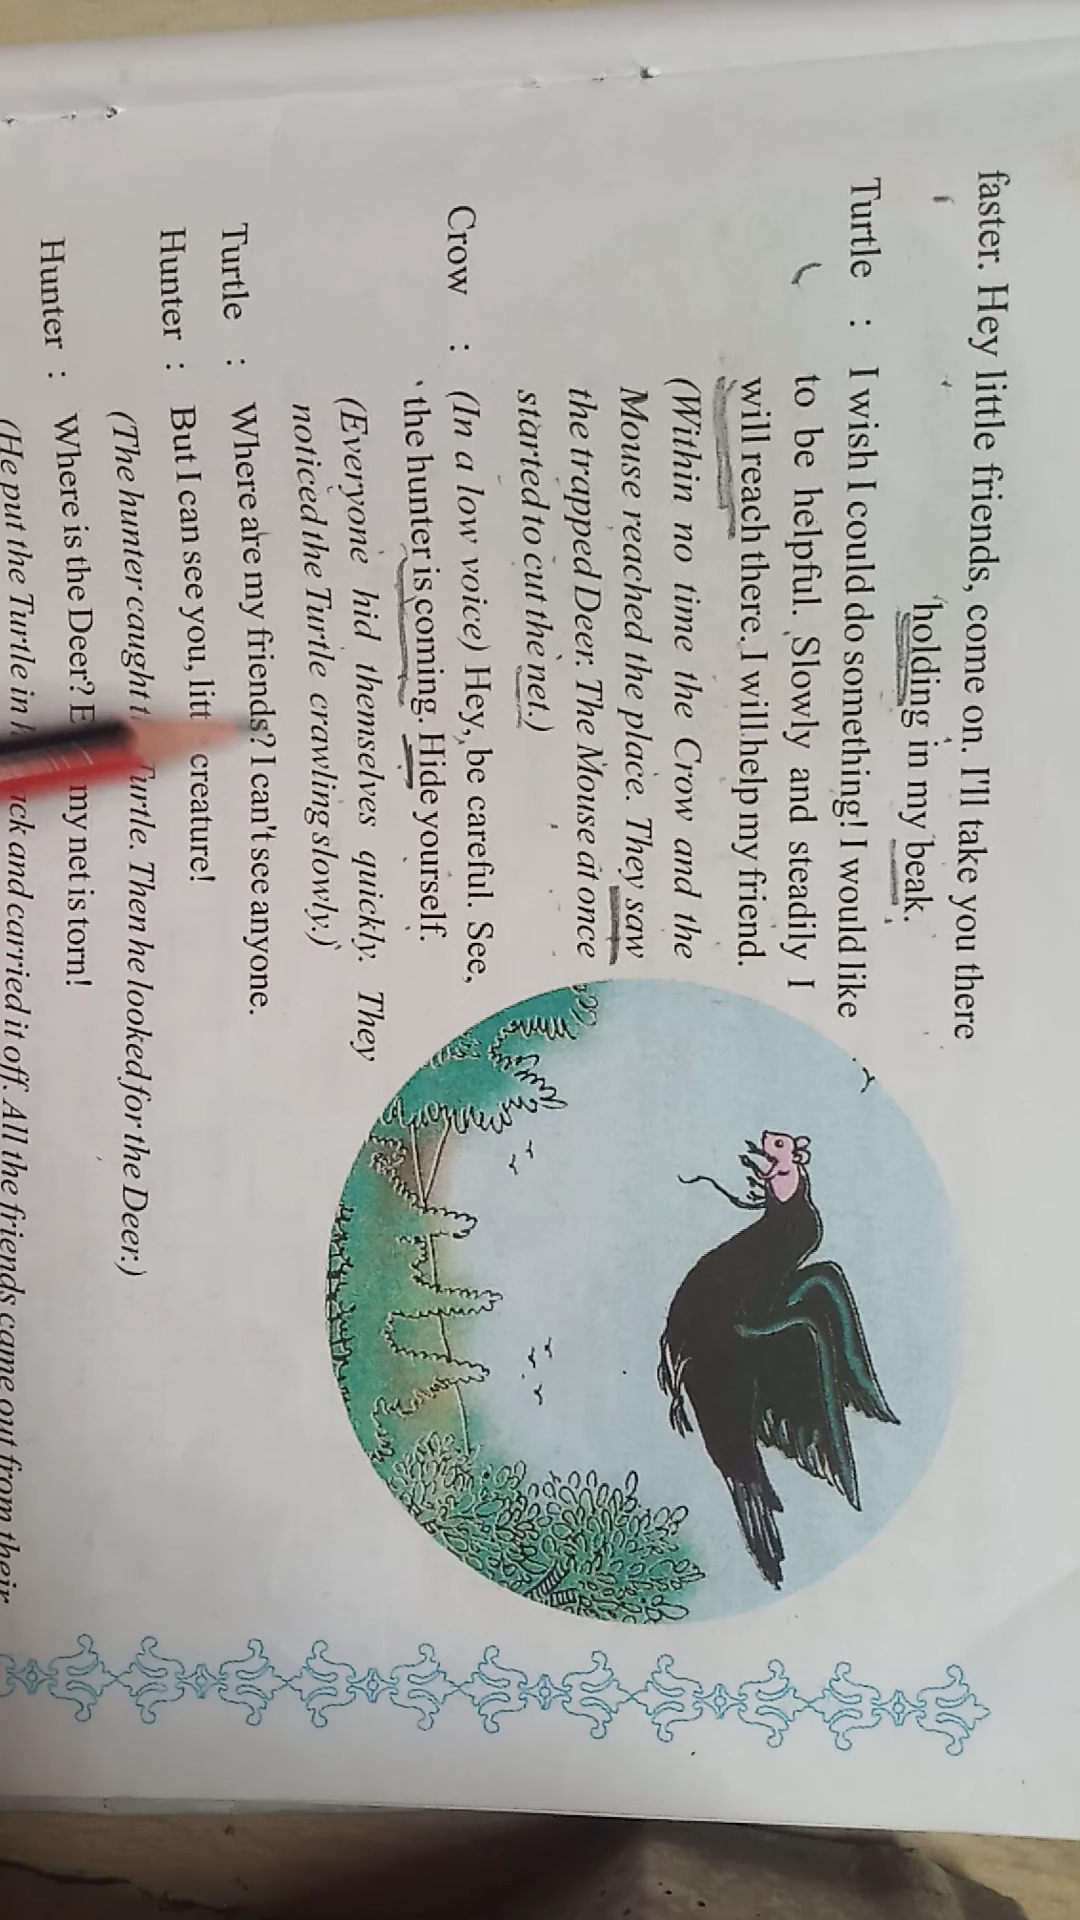 faster. Hey little friends, come on. I'll take you there
holding in my beak.
Turtle : I wish I could do something! I would like
to be helpful. Slowly and steadily I
will reach there. I will help my friend.
(Within no time the Crow and the
Mouse reached the place. They saw
the trapped Deer. The Mouse at once
started to cut the net.)
Crow : (In a low voice) Hey, be careful. See,
the hunter is coming. Hide yourself.
(Everyone hid themselves quickly. They
noticed the Turtle crawling slowly.)
Turtle : Where are my friends? I can't see anyone.
Hunter : But I can see you, creature!
(The hunter caught Turtle. Then he looked for the Deer.)
Hunter : Where is the Deer? my net is torn!
(He put the Turtle in and carried it off. All the friends came out from their